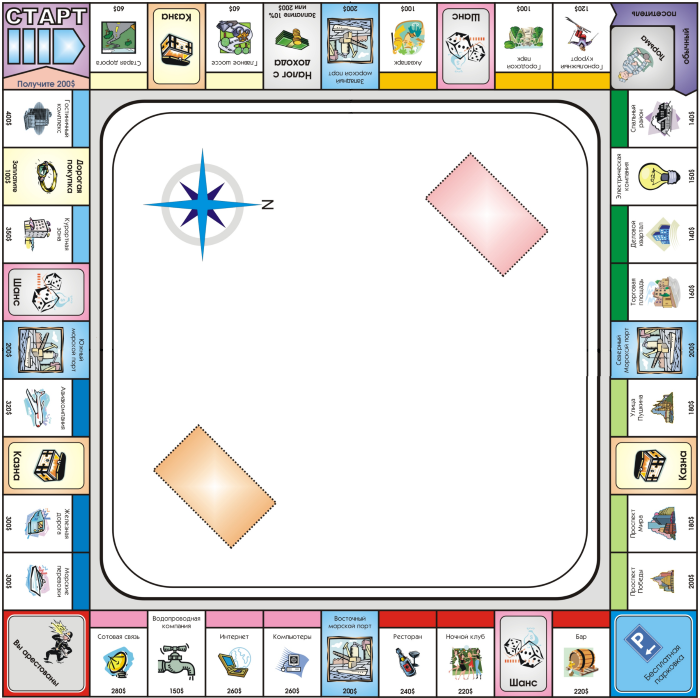 СТАРТ
Получите 200$
60$
Старая дорога
Казна
60$
Главное шоссе
Заплатите 10%
или 200$
Налог с
дохода
200$
Западный
морской порт
100$
Аквапарк
Шанс
100$
Городской
парк
120$
Горнолыжный
курорт
посетитель
обычный
Тюрьма
140$
Спальный
район
150$
Электрическая
компания
140$
Деловой
квартал
160$
Торговая
площадь
200$
Северный
Морской порт
180$
Улица
Пушкина
Казна
180$
Проспект
Мира
200$
Проспект
Победы
P
Бесплатная
парковка
Бар
220$
Шанс
Ночной клуб
220$
Ресторан
240$
Восточный
морской порт
200$
Компьютеры
260$
Интернет
260$
Водопроводная
компания
150$
Сотовая связь
280$
Вы арестованы
Морские
перевозки
300$
Железная
дорога
300$
Казна
Авиакомпания
320$
Южный
морской порт
200$
Шанс
Курортная
зона
350$
Дорогая
покупка
Заплатите
100$
Гостиничный
комплекс
400$
N